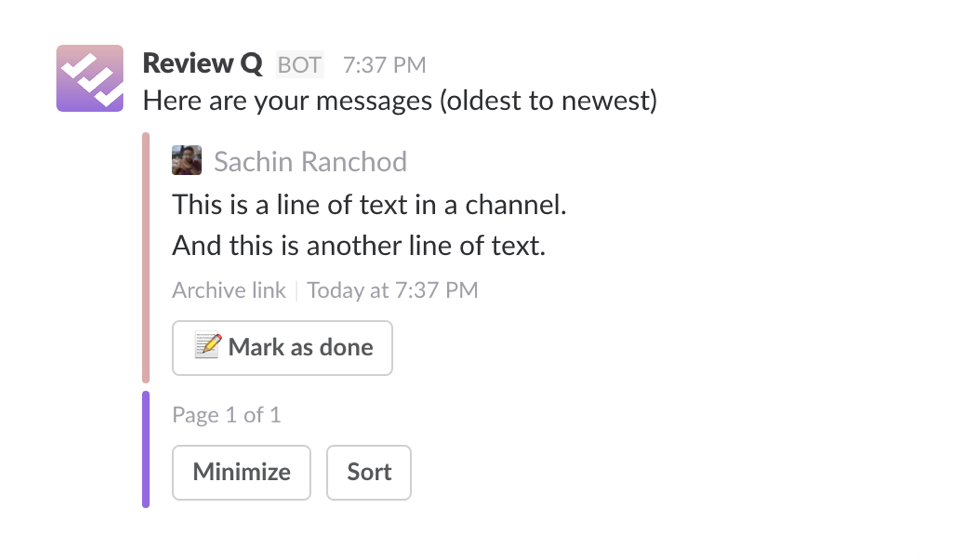 Review Q BOT 7:37 PM
Here are your messages (oldest to newest)
Sachin Ranchod
This is a line of text in a channel.
And this is another line of text.
Archive link | Today at 7:37 PM
Mark as done
Page 1 of 1
Minimize Sort